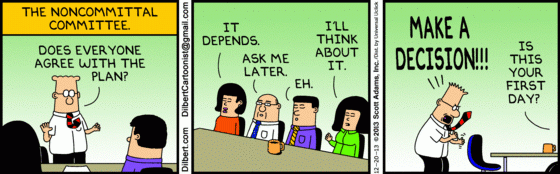 THE NONCOMMITTAL
COMMITTEE.
DOES EVERYONE
AGREE WITH THE
PLAN?
Dilbert.com DilbertCartoonist@gmail.com
IT
DEPENDS.
ASK ME
LATER.
EH.
I'LL
THINK
ABOUT
IT.
12-20-13 ©2013 Scott Adams, Inc. /Dist. by Universal Uclick
MAKE A
DECISION!!!
IS
THIS
YOUR
FIRST
DAY?